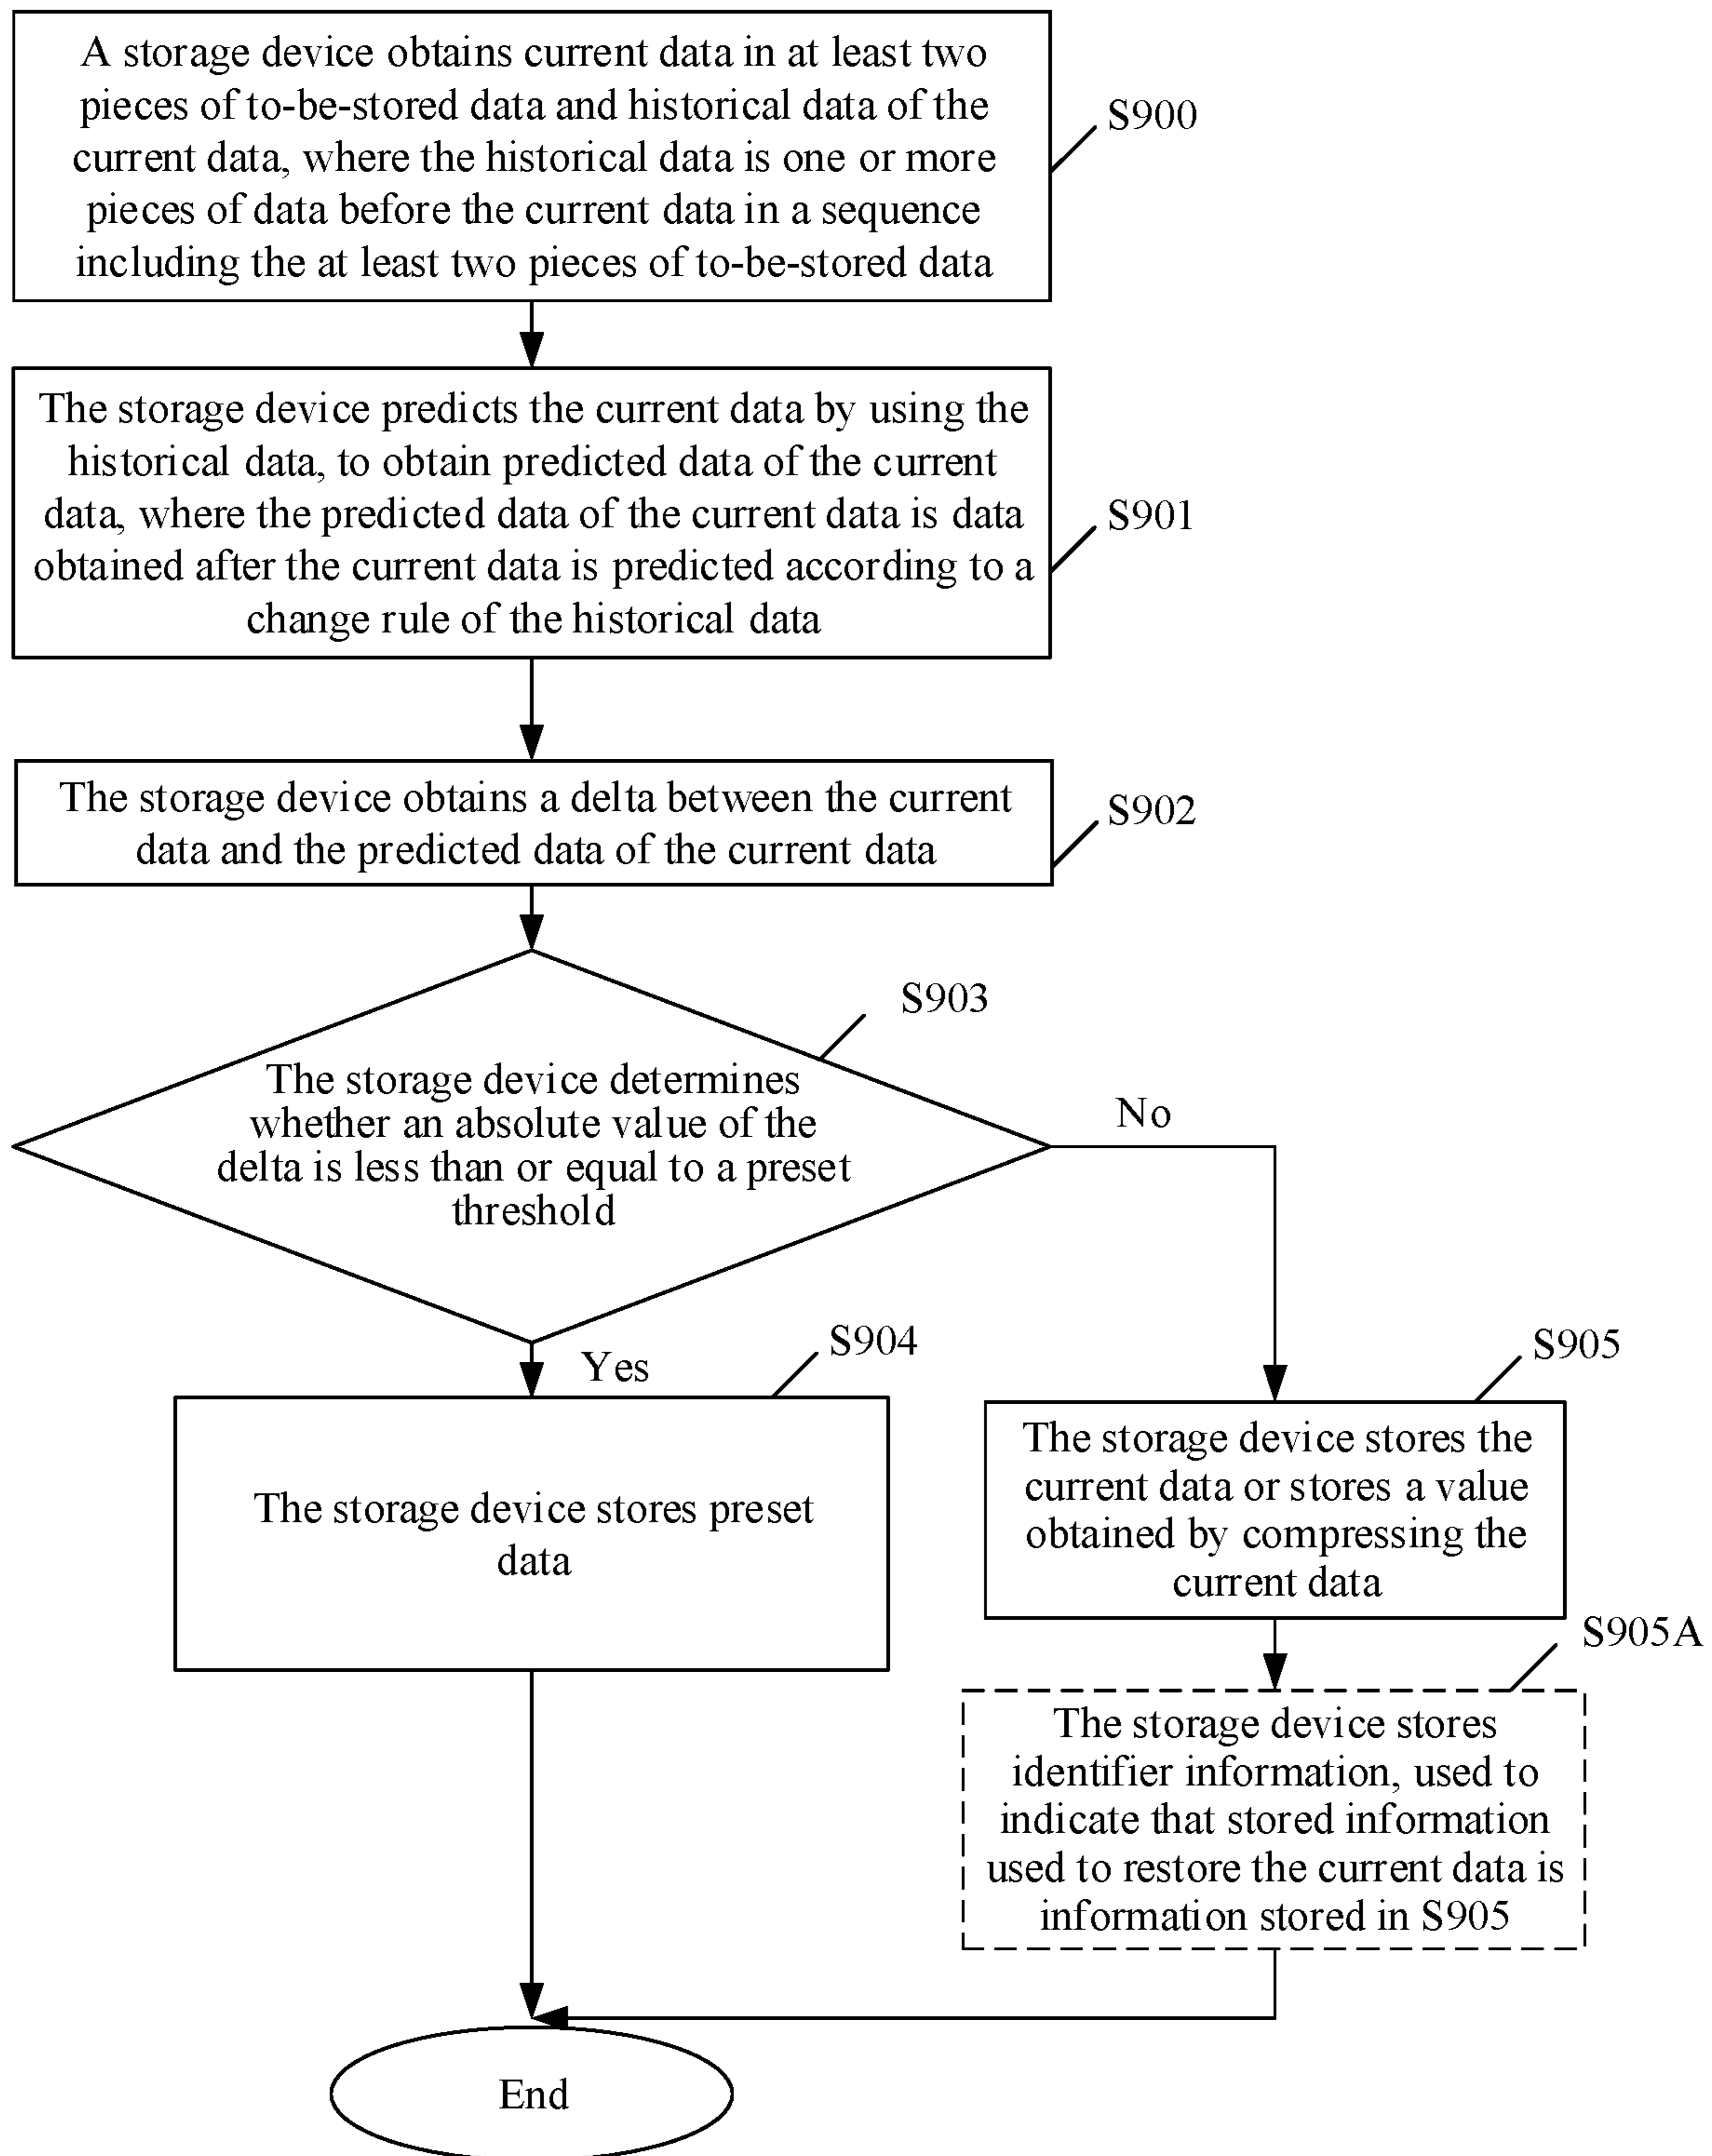 A storage device obtains current data in at least two
pieces of to-be-stored data and historical data of the
current data, where the historical data is one or more
pieces of data before the current data in a sequence
including the at least two pieces of to-be-stored data
S900
The storage device predicts the current data by using the
historical data, to obtain predicted data of the current
data, where the predicted data of the current data is data
obtained after the current data is predicted according to a
change rule of the historical data
S901
The storage device obtains a delta between the current
data and the predicted data of the current data
S902
S903
The storage device determines
whether an absolute value of the
delta is less than or equal to a preset
threshold
No
Yes
S904
The storage device stores preset
data
S905
The storage device stores the
current data or stores a value
obtained by compressing the
current data
S905A
The storage device stores
identifier information, used to
indicate that stored information
used to restore the current data is
information stored in S905
End